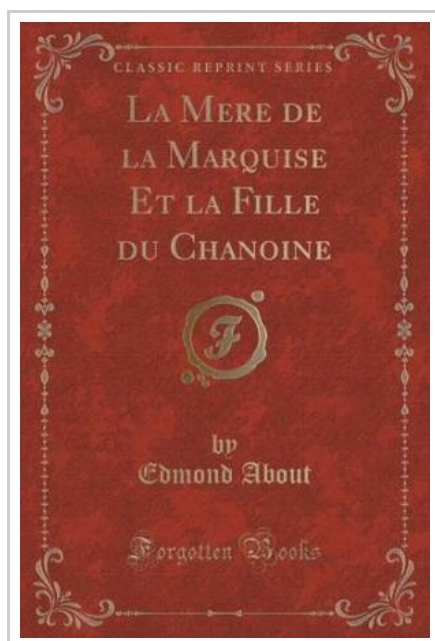 CLASSIC REPRINT SERIES
LA MERE DE
LA MARQUISE
ET LA FILLE
DU CHANOINE
F
by
Edmond About
Forgotten Books